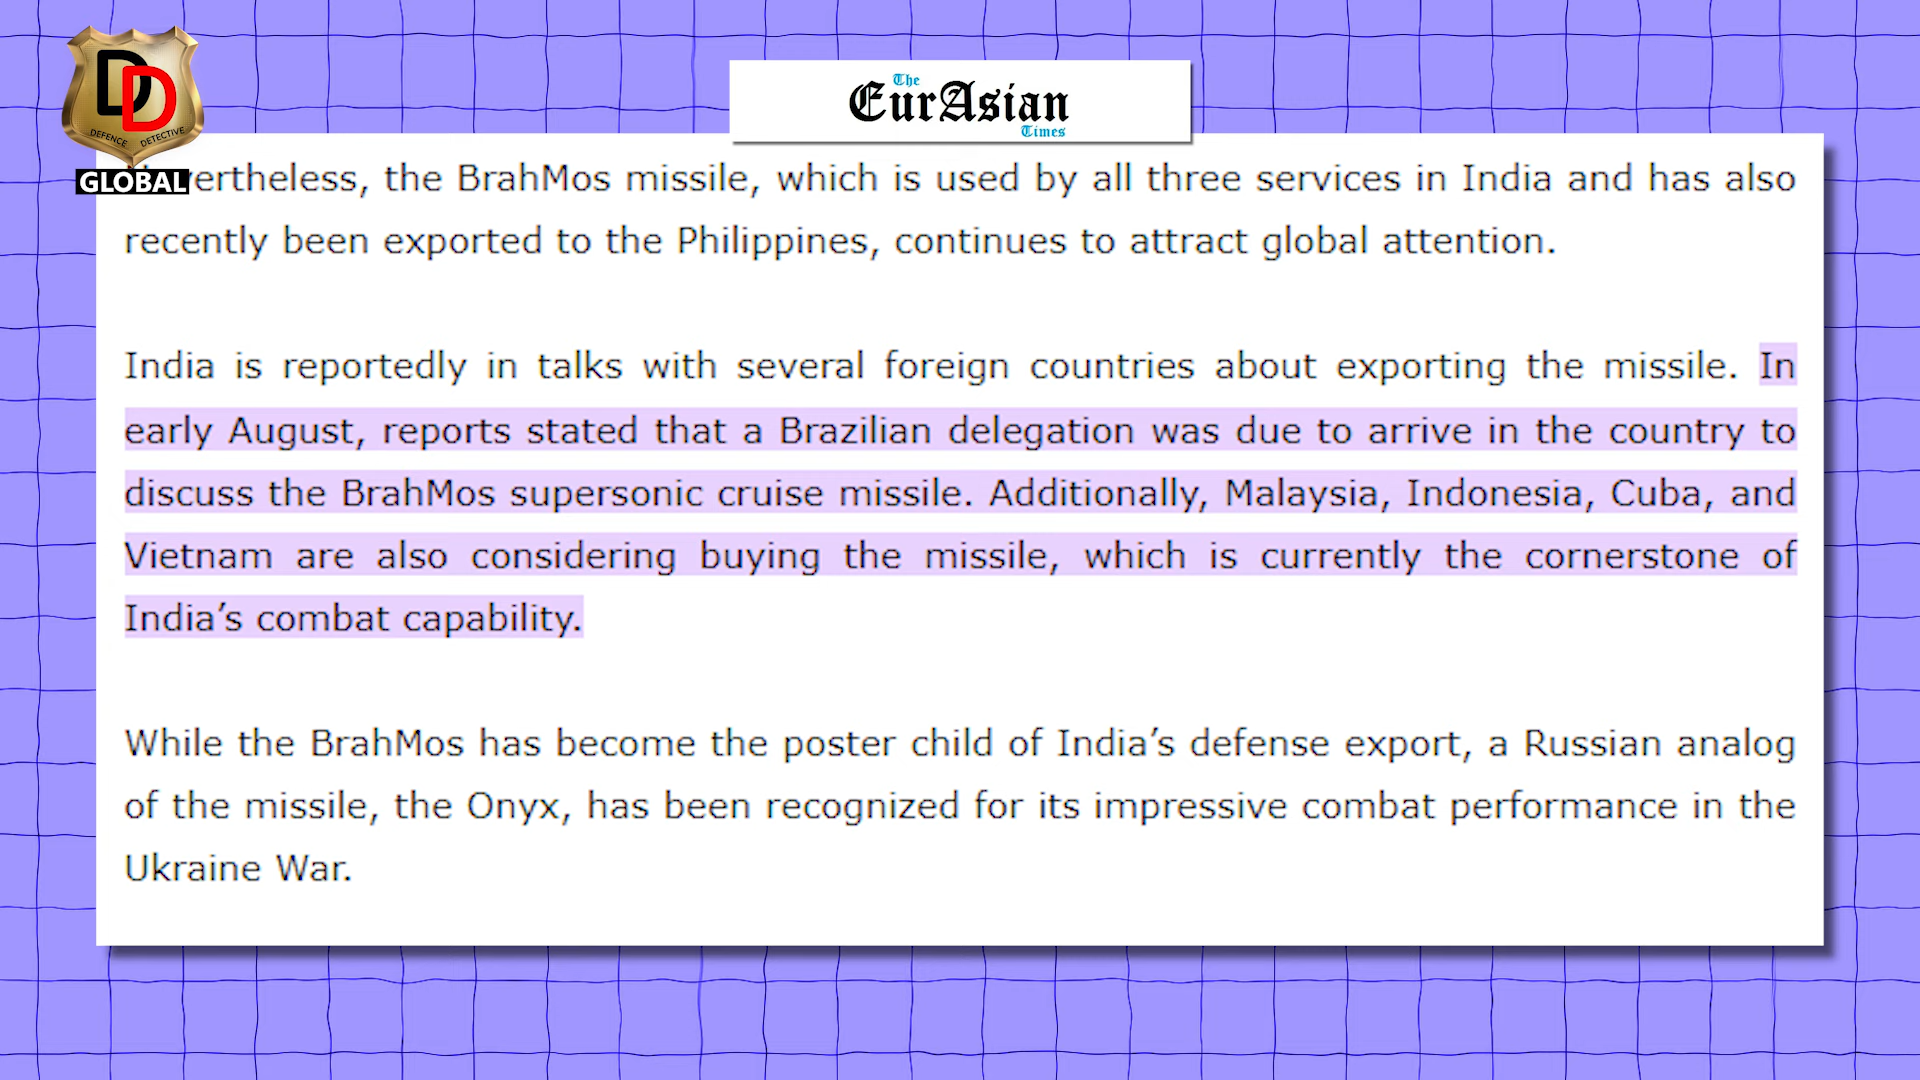 DD
DEFENCE DETECTIVE
GLOBAL
The
EurAsian
Times
vertheless, the BrahMos missile, which is used by all three services in India and has also
recently been exported to the Philippines, continues to attract global attention.
India is reportedly in talks with several foreign countries about exporting the missile. In
early August, reports stated that a Brazilian delegation was due to arrive in the country to
discuss the BrahMos supersonic cruise missile. Additionally, Malaysia, Indonesia, Cuba, and
Vietnam are also considering buying the missile, which is currently the cornerstone of
India’s combat capability.
While the BrahMos has become the poster child of India’s defense export, a Russian analog
of the missile, the Onyx, has been recognized for its impressive combat performance in the
Ukraine War.